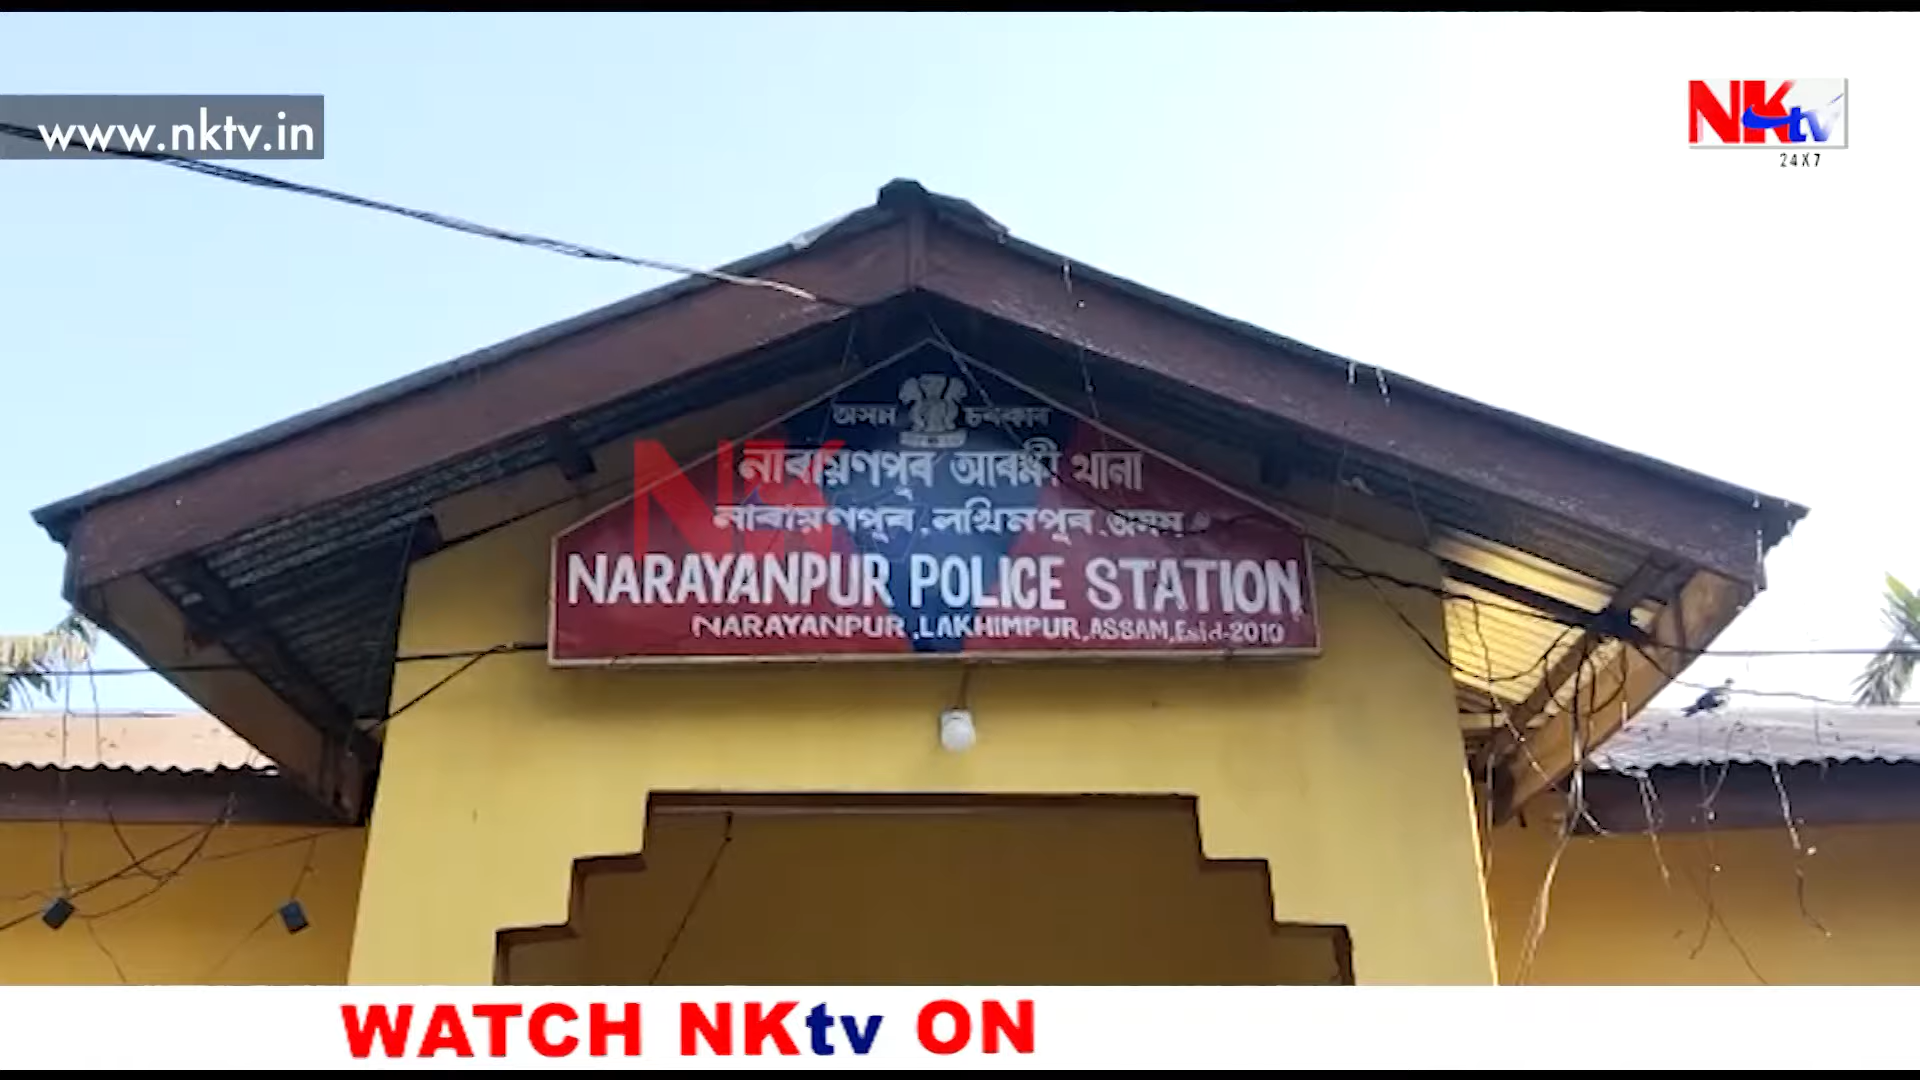 www.nktv.in
NKtv
24X7
অসম চৰকাৰ
নাৰায়ণপুৰ আৰক্ষী থানা
নাৰায়ণপুৰ, লখিমপুৰ, অসম
NARAYANPUR POLICE STATION
NARAYANPUR, LAKHIMPUR, ASSAM, Esid-2010
WATCH NKtv ON